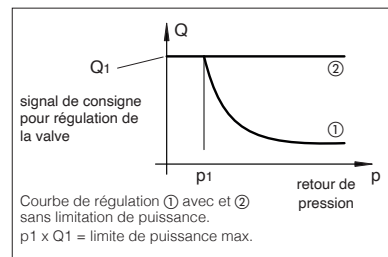 Q
Q1
②
signal de consigne
pour régulation de
la valve
①
p1
p
retour de
pression
Courbe de régulation ① avec et ②
sans limitation de puissance.
p1 x Q1 = limite de puissance max.